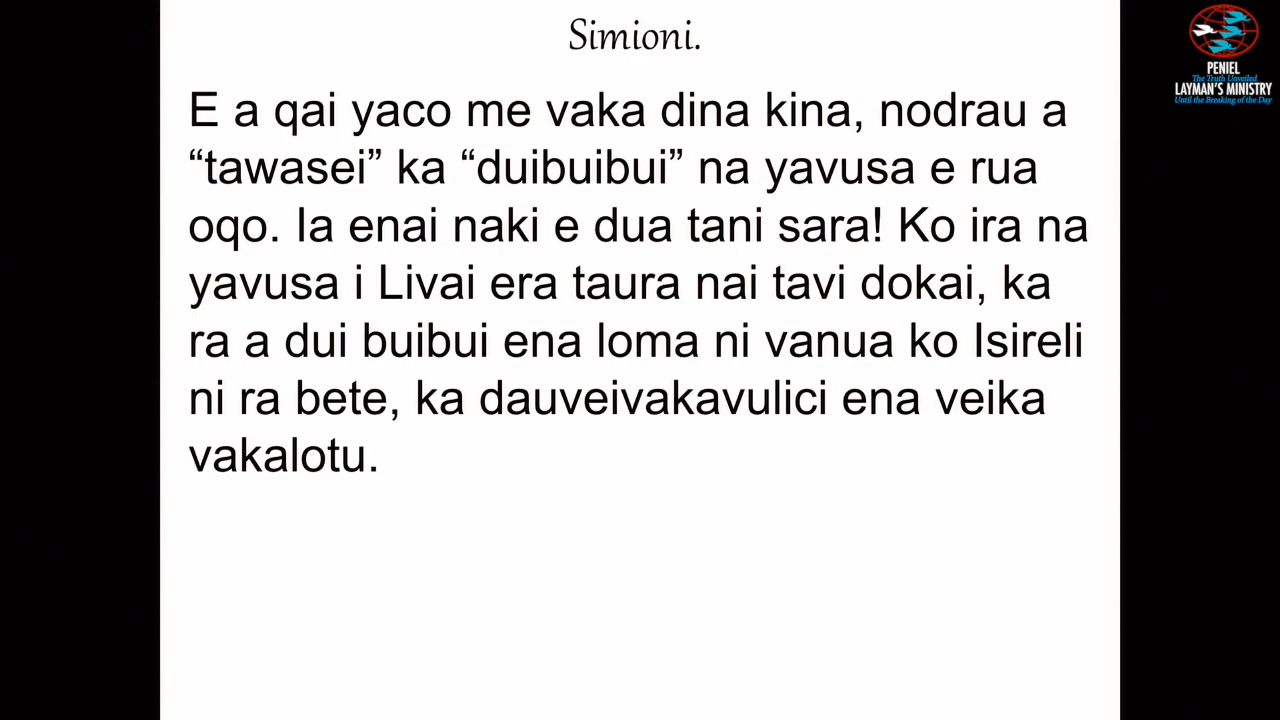 Simioni.
PENIEL
The Truth Unveiled
LAYMAN'S MINISTRY
Until the Breaking of the Day
E a qai yaco me vaka dina kina, nodrau a
“tawasei” ka “duibuibui” na yavusa e rua
oqo. Ia enai naki e dua tani sara! Ko ira na
yavusa i Livai era taura nai tavi dokai, ka
ra a dui buibui ena loma ni vanua ko Isireli
ni ra bete, ka dauveivakavulici ena veika
vakalotu.